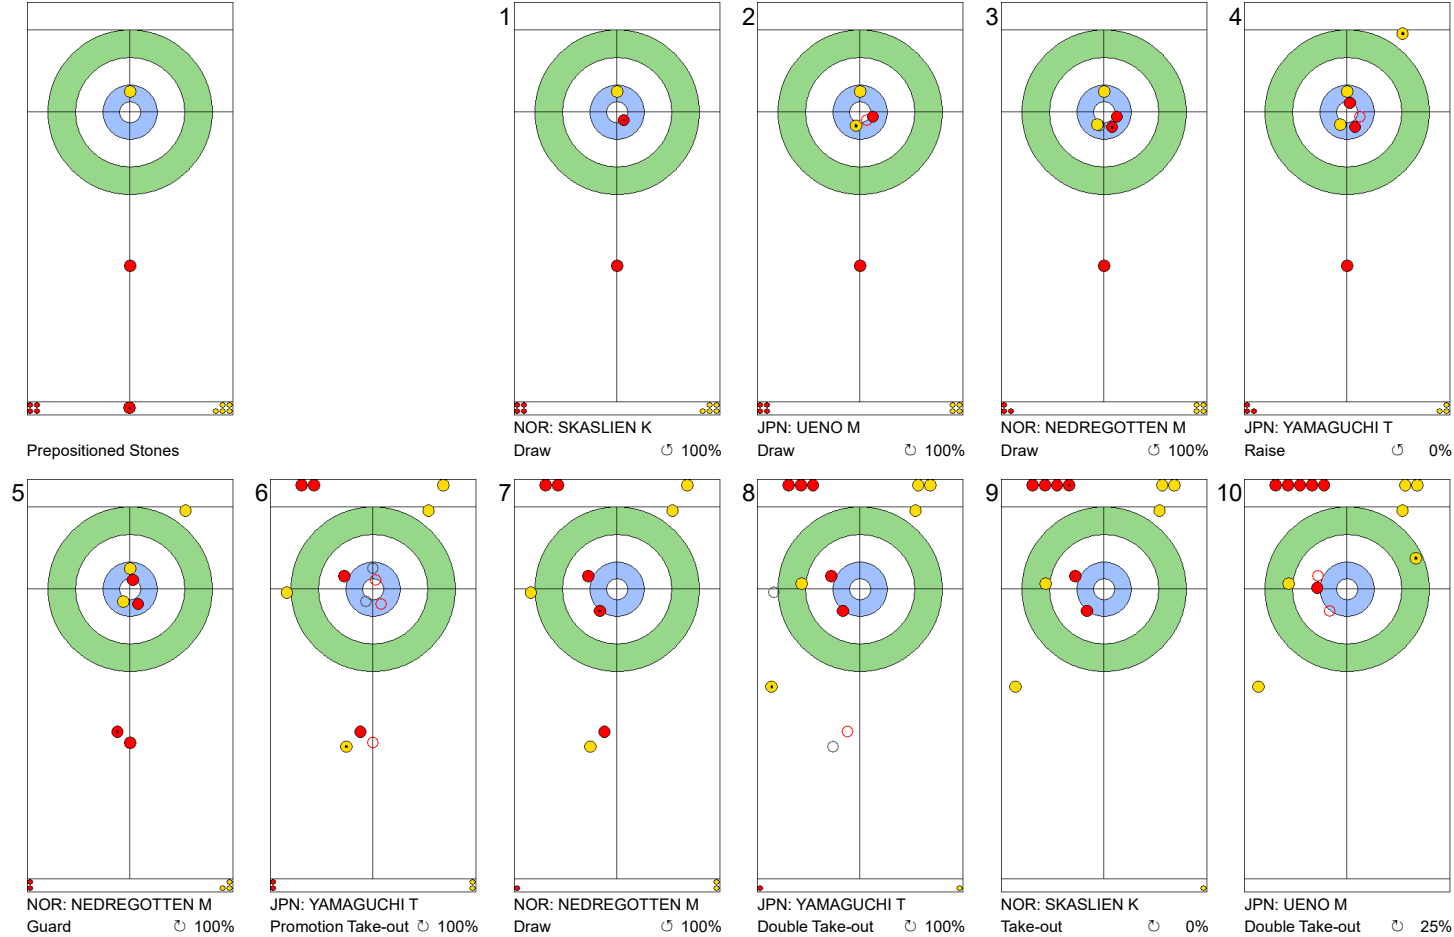 1 2 3 4
Prepositioned Stones
NOR: SKASLIEN K
Draw ↺ 100%
JPN: UENO M
Draw ↻ 100%
NOR: NEDREGOTTEN M
Draw ↺ 100%
JPN: YAMAGUCHI T
Raise ↺ 0%
5 6 7 8 9 10
NOR: NEDREGOTTEN M
Guard ↻ 100%
JPN: YAMAGUCHI T
Promotion Take-out ↻ 100%
NOR: NEDREGOTTEN M
Draw ↺ 100%
JPN: YAMAGUCHI T
Double Take-out ↻ 100%
NOR: SKASLIEN K
Take-out ↻ 0%
JPN: UENO M
Double Take-out ↻ 25%